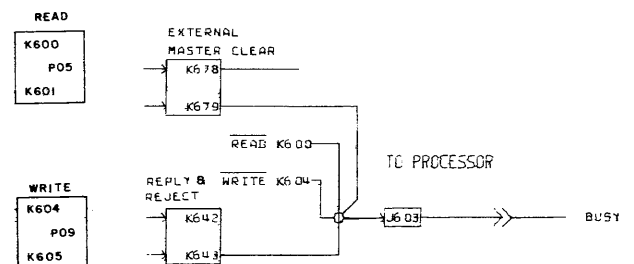 READ
K600
P05
K601
EXTERNAL
MASTER CLEAR
K678
K679
READ K600
TO PROCESSOR
WRITE K604
REPLY &
REJECT
WRITE
K604
P09
K605
K642
K643
J603
BUSY